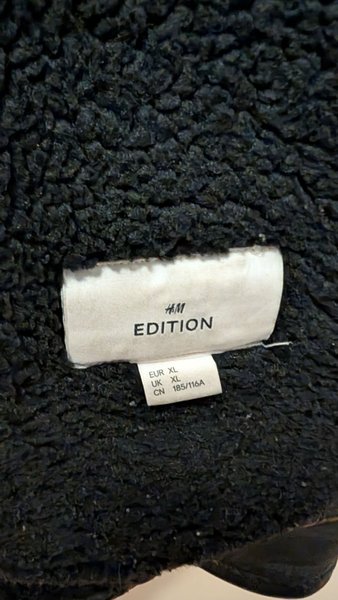 H&M
EDITION
EUR XL
UK XL
CN 185/116A